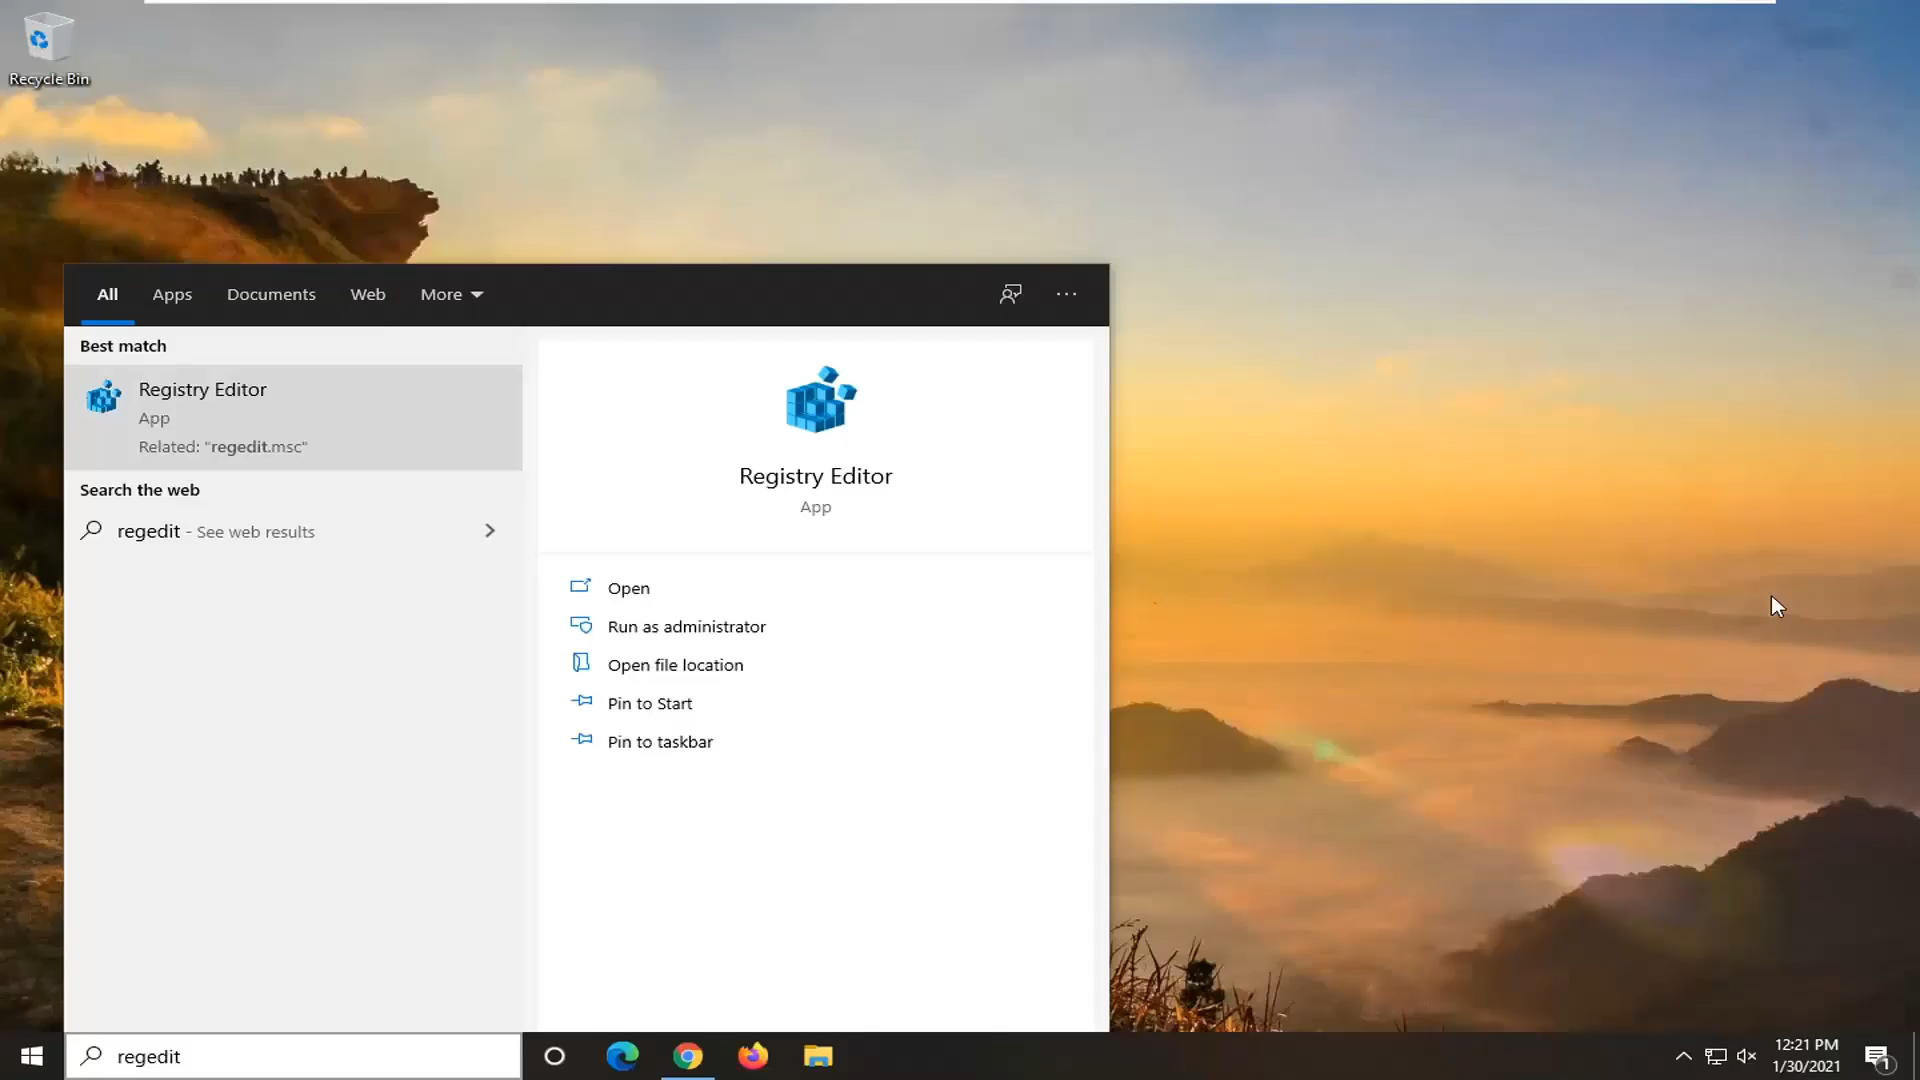 Recycle Bin
All Apps Documents Web More
Best match
Registry Editor
App
Related: "regedit.msc"
Search the web
regedit - See web results
Registry Editor
App
Open
Run as administrator
Open file location
Pin to Start
Pin to taskbar
regedit
12:21 PM
1/30/2021
1